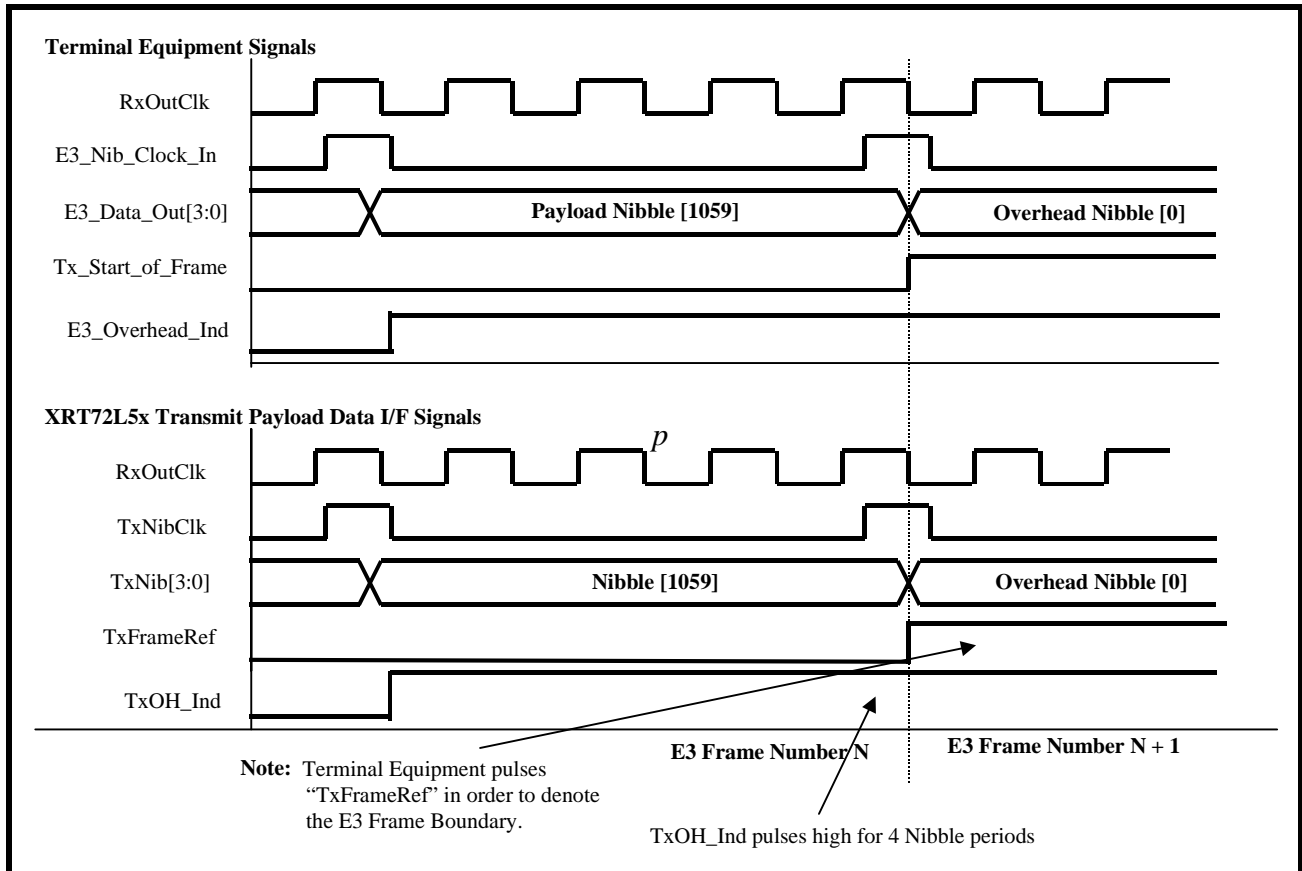 Terminal Equipment Signals
RxOutClk
E3_Nib_Clock_In
E3_Data_Out[3:0]
Payload Nibble [1059]
Overhead Nibble [0]
Tx_Start_of_Frame
E3_Overhead_Ind
XRT72L5x Transmit Payload Data I/F Signals
p
RxOutClk
TxNibClk
TxNib[3:0]
Nibble [1059]
Overhead Nibble [0]
TxFrameRef
TxOH_Ind
E3 Frame Number N
E3 Frame Number N + 1
Note: Terminal Equipment pulses
“TxFrameRef” in order to denote
the E3 Frame Boundary.
TxOH_Ind pulses high for 4 Nibble periods